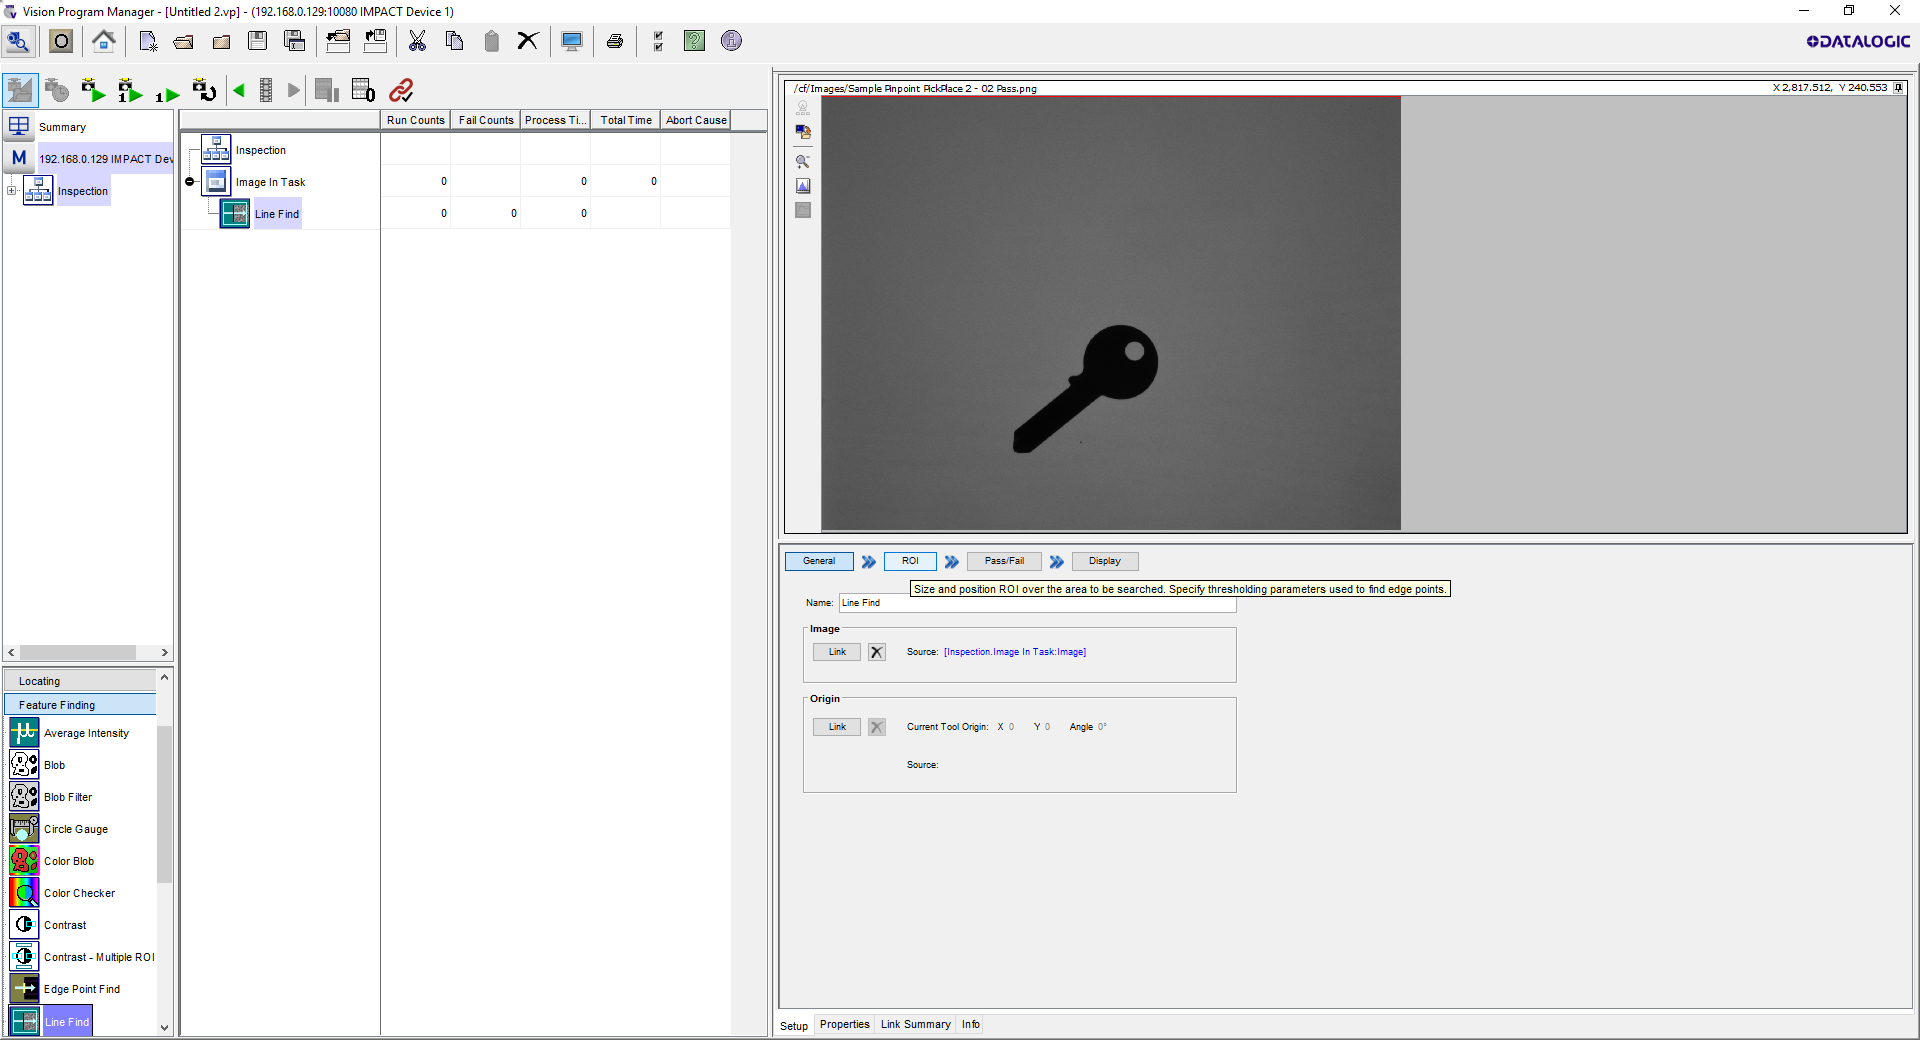 Vision Program Manager - [Untitled 2.vp] - (192.168.0.129:10080 IMPACT Device 1)
DATALOGIC
Summary
M 192.168.0.129 IMPACT Dev
Inspection
Run Counts Fail Counts Process Ti... Total Time Abort Cause
Inspection
Image In Task 0 0 0
Line Find 0 0 0
/cf/Images/Sample Pinpoint PickPlace 2 - 02 Pass.png X 2,817.512, Y 240.553
General ROI Pass/Fail Display
Size and position ROI over the area to be searched. Specify thresholding parameters used to find edge points.
Name: Line Find
Image
Link Source: [Inspection.Image In Task:Image]
Origin
Link Current Tool Origin: X 0 Y 0 Angle 0°
Source:
Locating
Feature Finding
Average Intensity
Blob
Blob Filter
Circle Gauge
Color Blob
Color Checker
Contrast
Contrast - Multiple ROI
Edge Point Find
Line Find
Setup Properties Link Summary Info